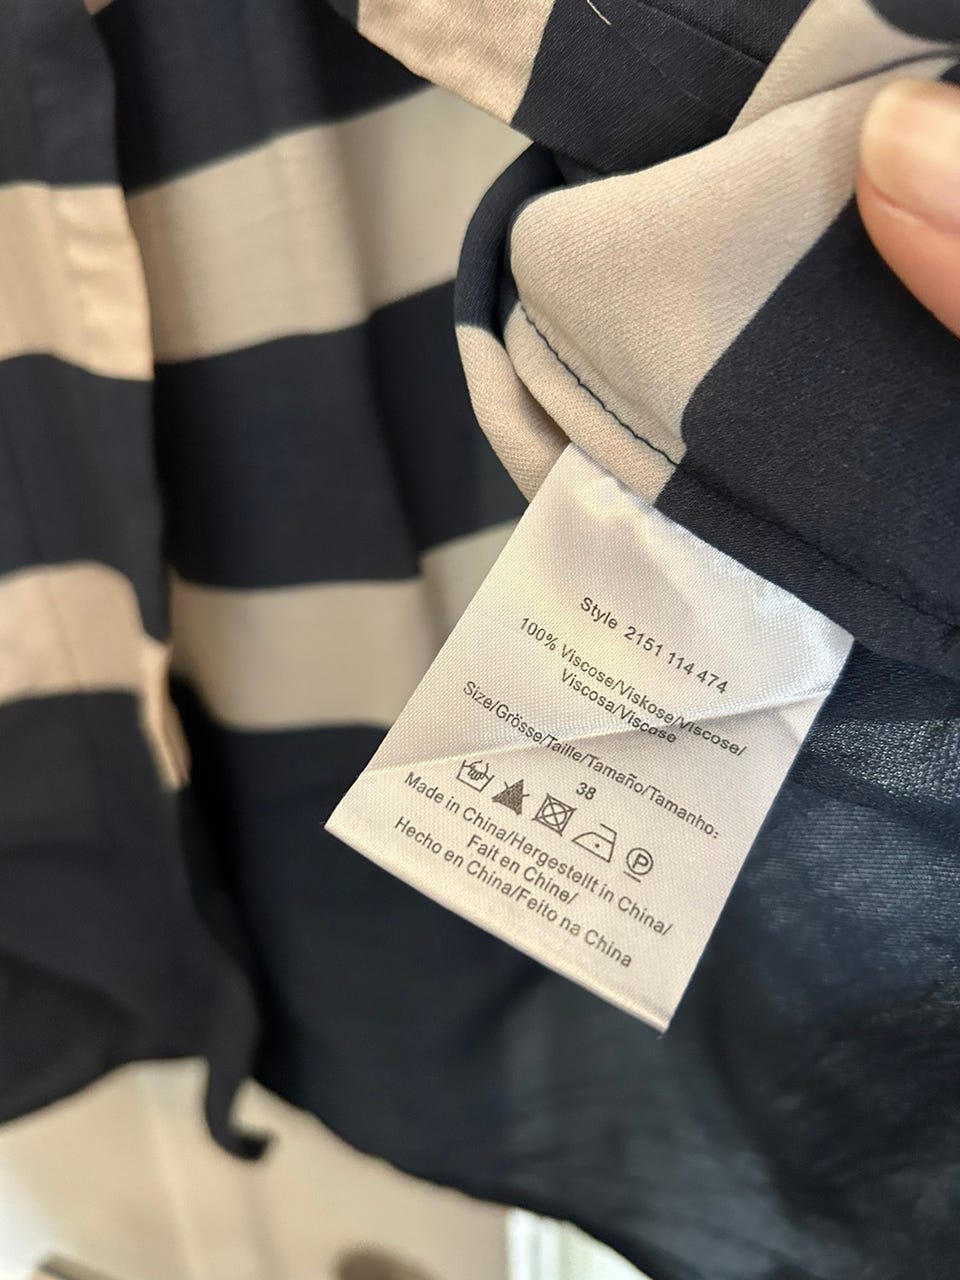 Style 2151 114 474
100% Viscose/Viskose/Viscose/
Viscosa/Viscose
Size/Grösse/Taille/Tamaño/Tamanho:
38
P
Made in China/Hergestellt in China/
Fait en Chine/
Hecho en China/Feito na China